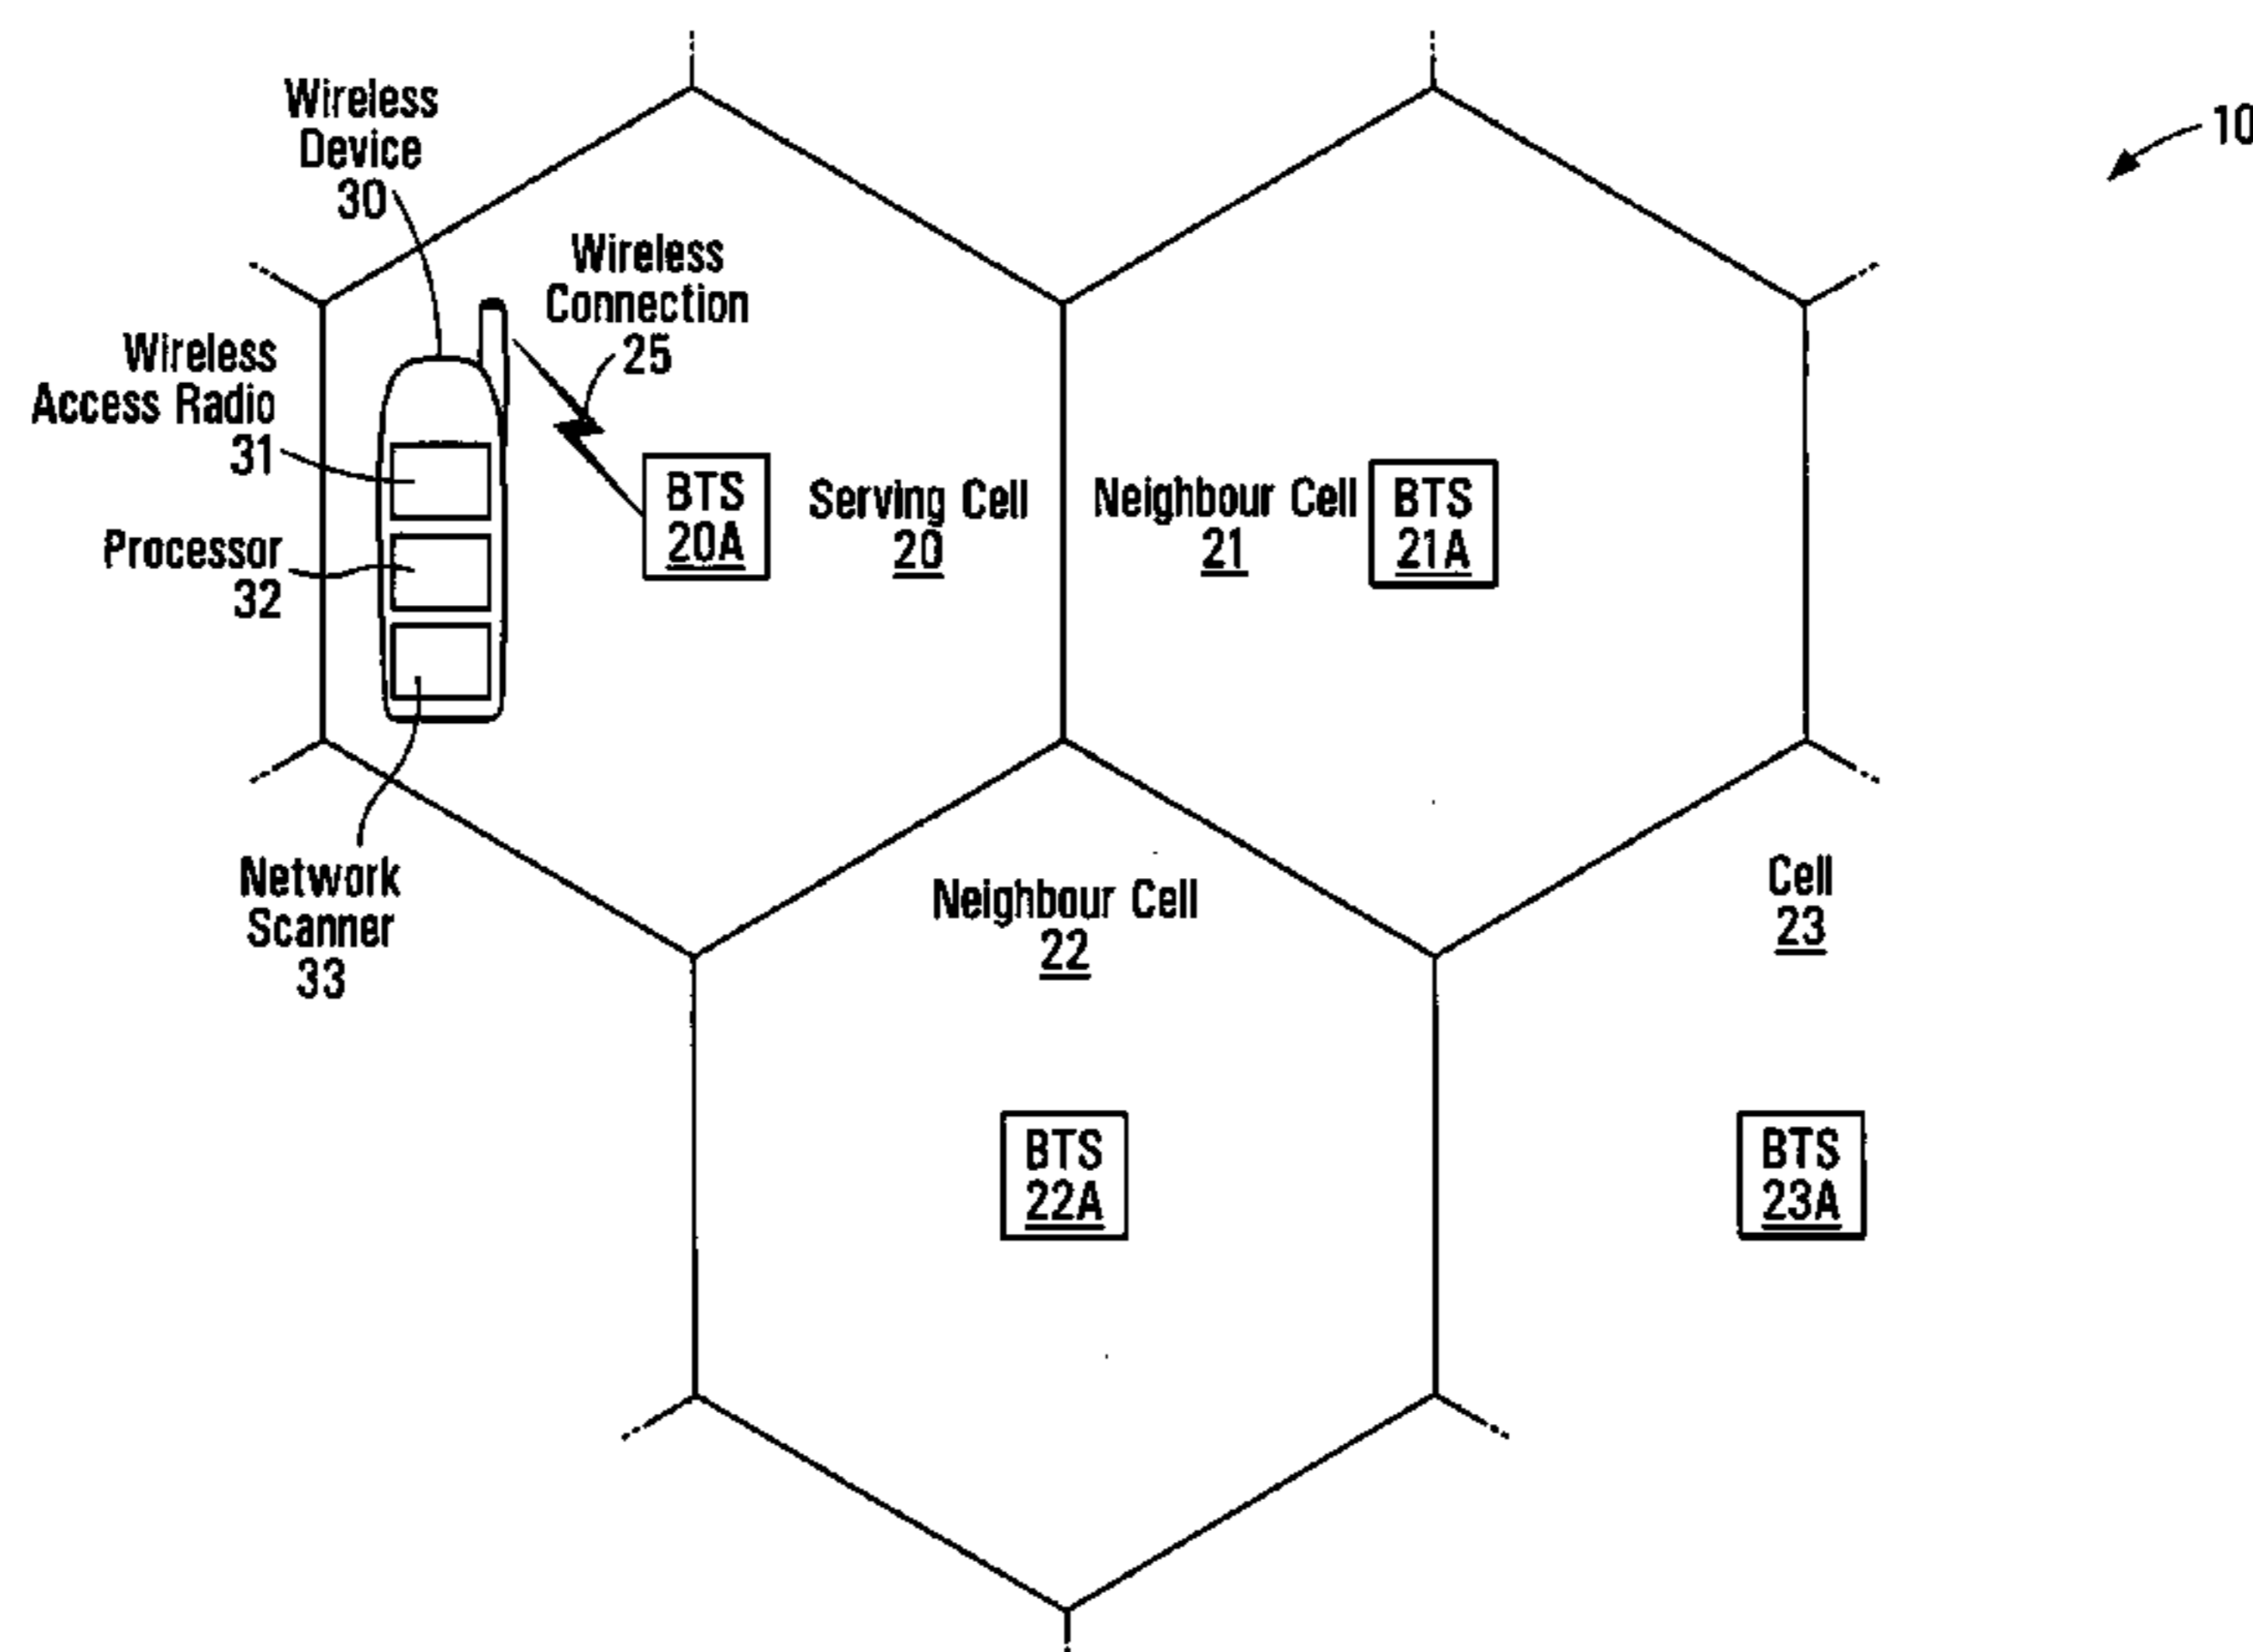 10
Wireless
Device
30
Wireless
Connection
25
Wireless
Access Radio
31
Processor
32
BTS
20A
Serving Cell
20
Neighbour Cell
21
BTS
21A
Network
Scanner
33
Neighbour Cell
22
Cell
23
BTS
22A
BTS
23A